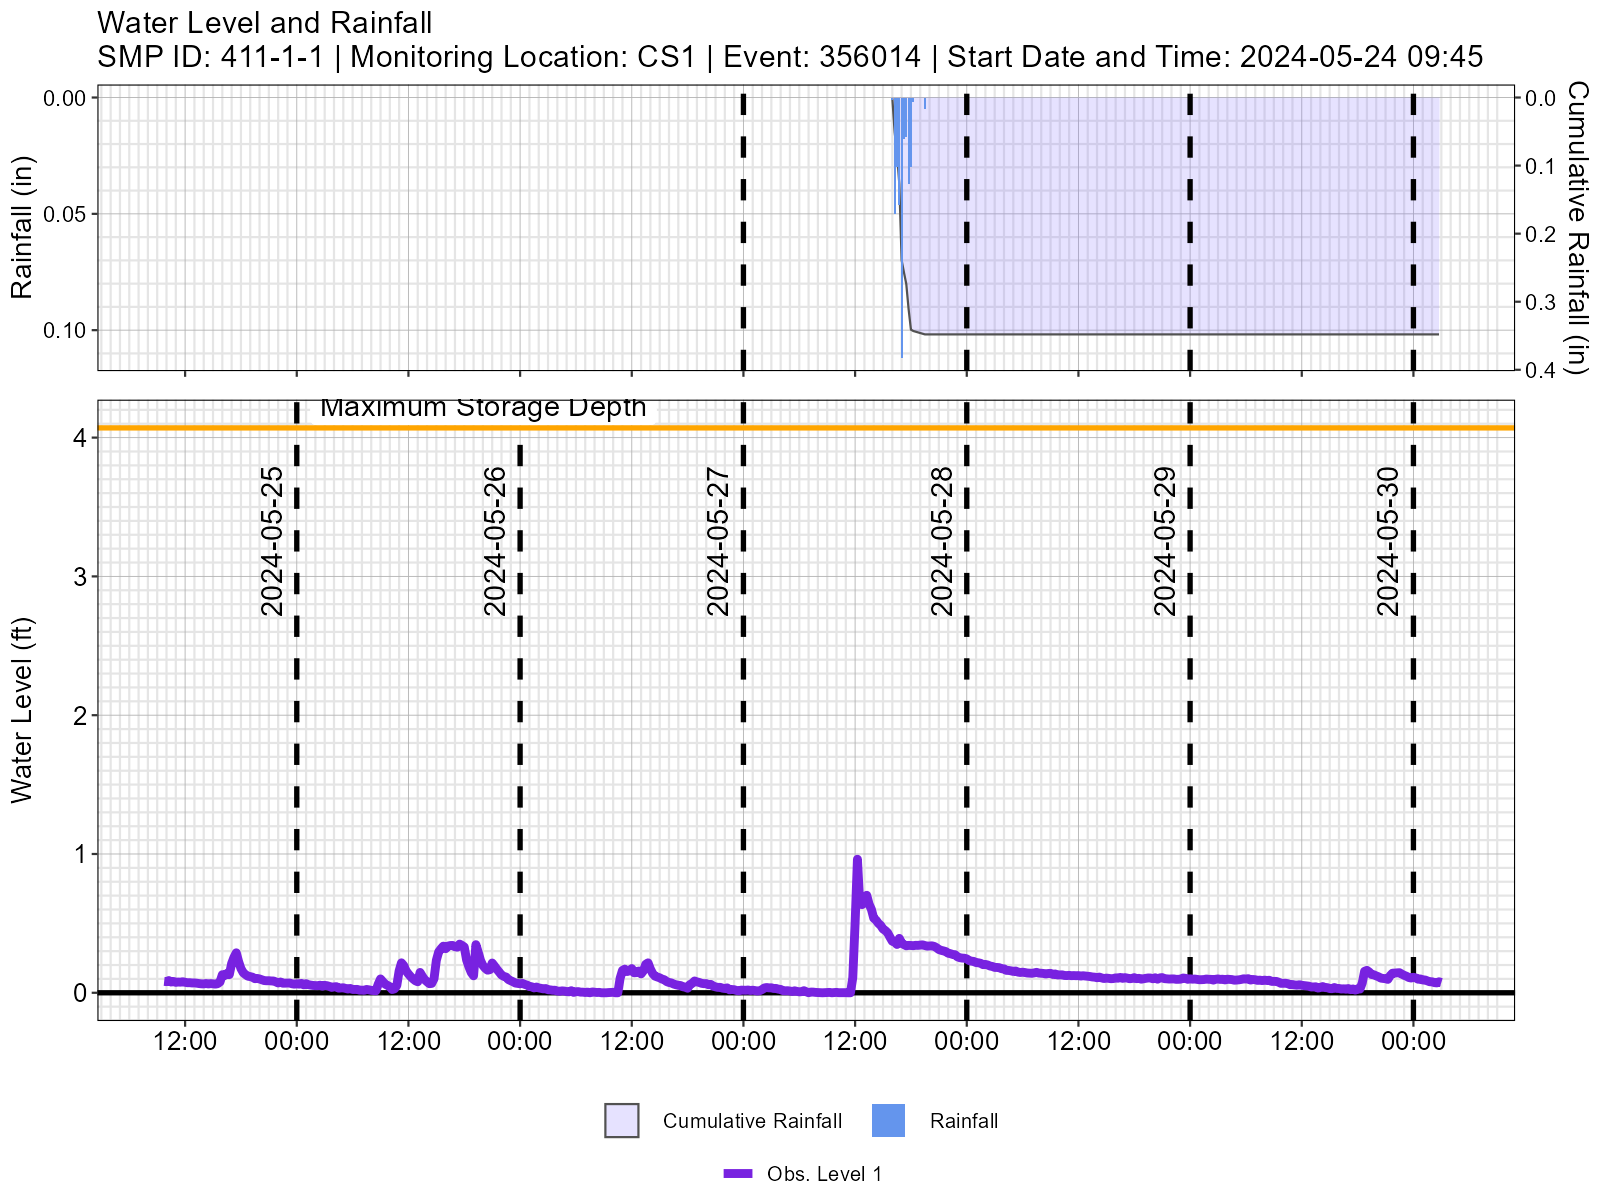 Water Level and Rainfall
SMP ID: 411-1-1 | Monitoring Location: CS1 | Event: 356014 | Start Date and Time: 2024-05-24 09:45
Rainfall (in)
0.00
0.05
0.10
0.0
0.1
0.2
0.3
0.4
Cumulative Rainfall (in)
Maximum Storage Depth
Water Level (ft)
4
3
2
1
0
2024-05-25
2024-05-26
2024-05-27
2024-05-28
2024-05-29
2024-05-30
12:00 00:00 12:00 00:00 12:00 00:00 12:00 00:00 12:00 00:00 12:00 00:00
Cumulative Rainfall Rainfall
Obs. Level 1